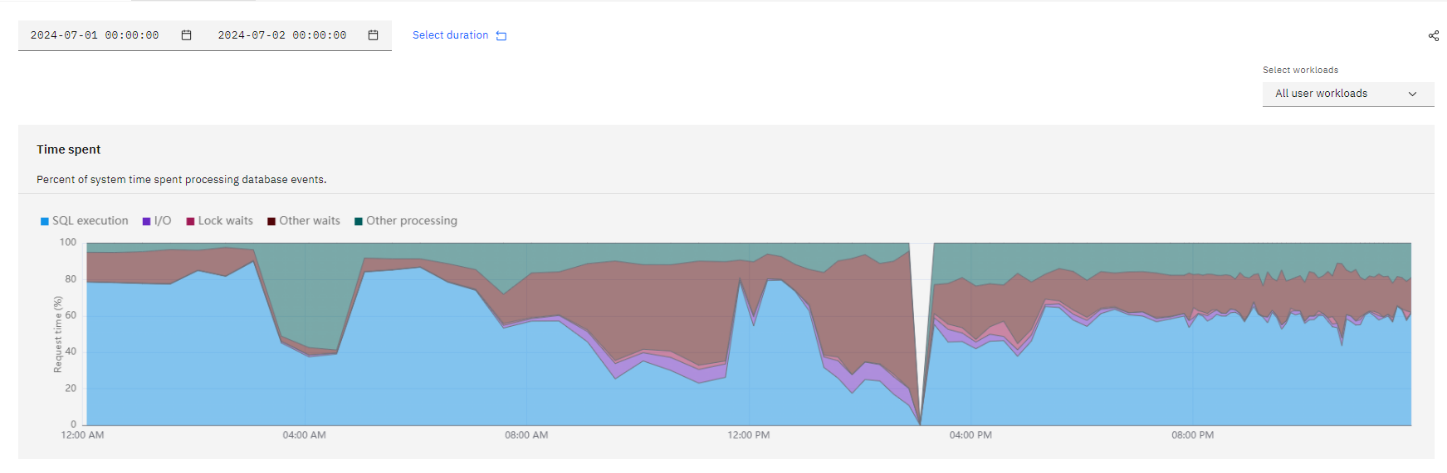 2024-07-01 00:00:00 2024-07-02 00:00:00 Select duration
Select workloads
All user workloads
Time spent
Percent of system time spent processing database events.
SQL execution I/O Lock waits Other waits Other processing
Request time (%)
100
80
60
40
20
0
12:00 AM 04:00 AM 08:00 AM 12:00 PM 04:00 PM 08:00 PM